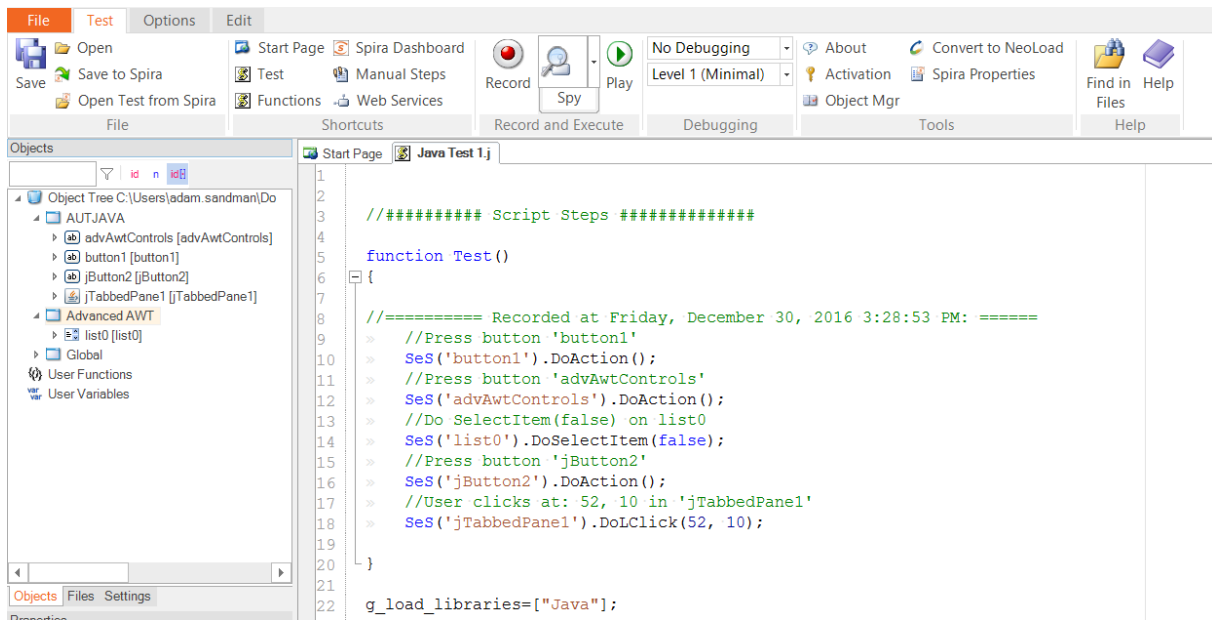 File Test Options Edit
Open Start Page Spira Dashboard No Debugging About Convert to NeoLoad
Save to Spira Test Manual Steps Level 1 (Minimal) Activation Spira Properties
Save Record Play Find in Help
Open Test from Spira Functions Web Services Spy Object Mgr Files
File Shortcuts Record and Execute Debugging Tools Help
Objects
Start Page Java Test 1.j
id n id
Object Tree C:\Users\adam.sandman\Do
AUTJAVA
advAwtControls [advAwtControls]
button1 [button1]
jButton2 [jButton2]
jTabbedPane1 [jTabbedPane1]
Advanced AWT
list0 [list0]
Global
User Functions
User Variables
Objects Files Settings
1
2
3 //########## Script Steps ##############
4
5 function Test()
6 {
7
8 //========== Recorded at Friday, December 30, 2016 3:28:53 PM: ======
9 //Press button 'button1'
10 SeS('button1').DoAction();
11 //Press button 'advAwtControls'
12 SeS('advAwtControls').DoAction();
13 //Do SelectItem(false) on list0
14 SeS('list0').DoSelectItem(false);
15 //Press button 'jButton2'
16 SeS('jButton2').DoAction();
17 //User clicks at: 52, 10 in 'jTabbedPane1'
18 SeS('jTabbedPane1').DoLClick(52, 10);
19
20 }
21
22 g_load_libraries=["Java"];